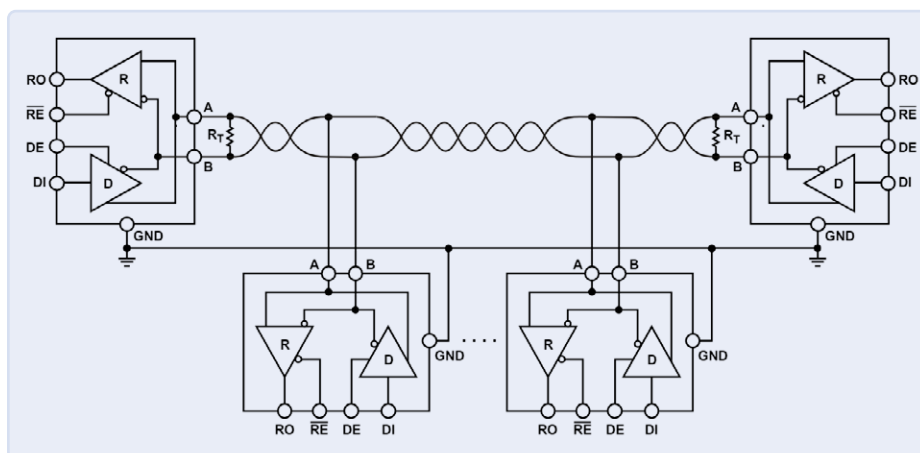 R
RO
A
RE
RT
DE
B
D
DI
GND
A
R
RO
RE
RT
DE
B
D
DI
GND
A
B
R
D
GND
RO
RE
DE
DI
. . . .
A
B
R
D
GND
RO
RE
DE
DI